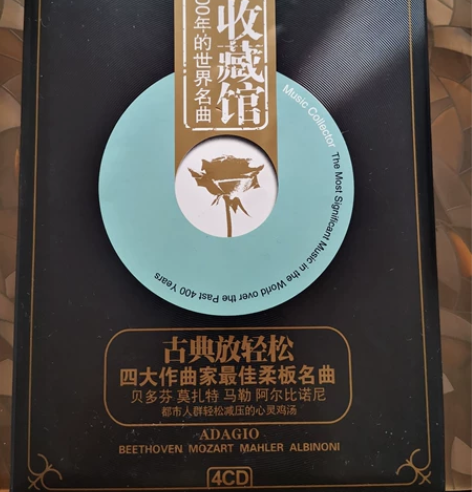 收藏馆
00年的世界名曲
Music Collector The Most Significant Music in the World over the Past 400 Years
古典放轻松
四大作曲家最佳柔板名曲
贝多芬 莫扎特 马勒 阿尔比诺尼
都市人群轻松减压的心灵鸡汤
ADAGIO
BEETHOVEN MOZART MAHLER ALBINONI
4CD